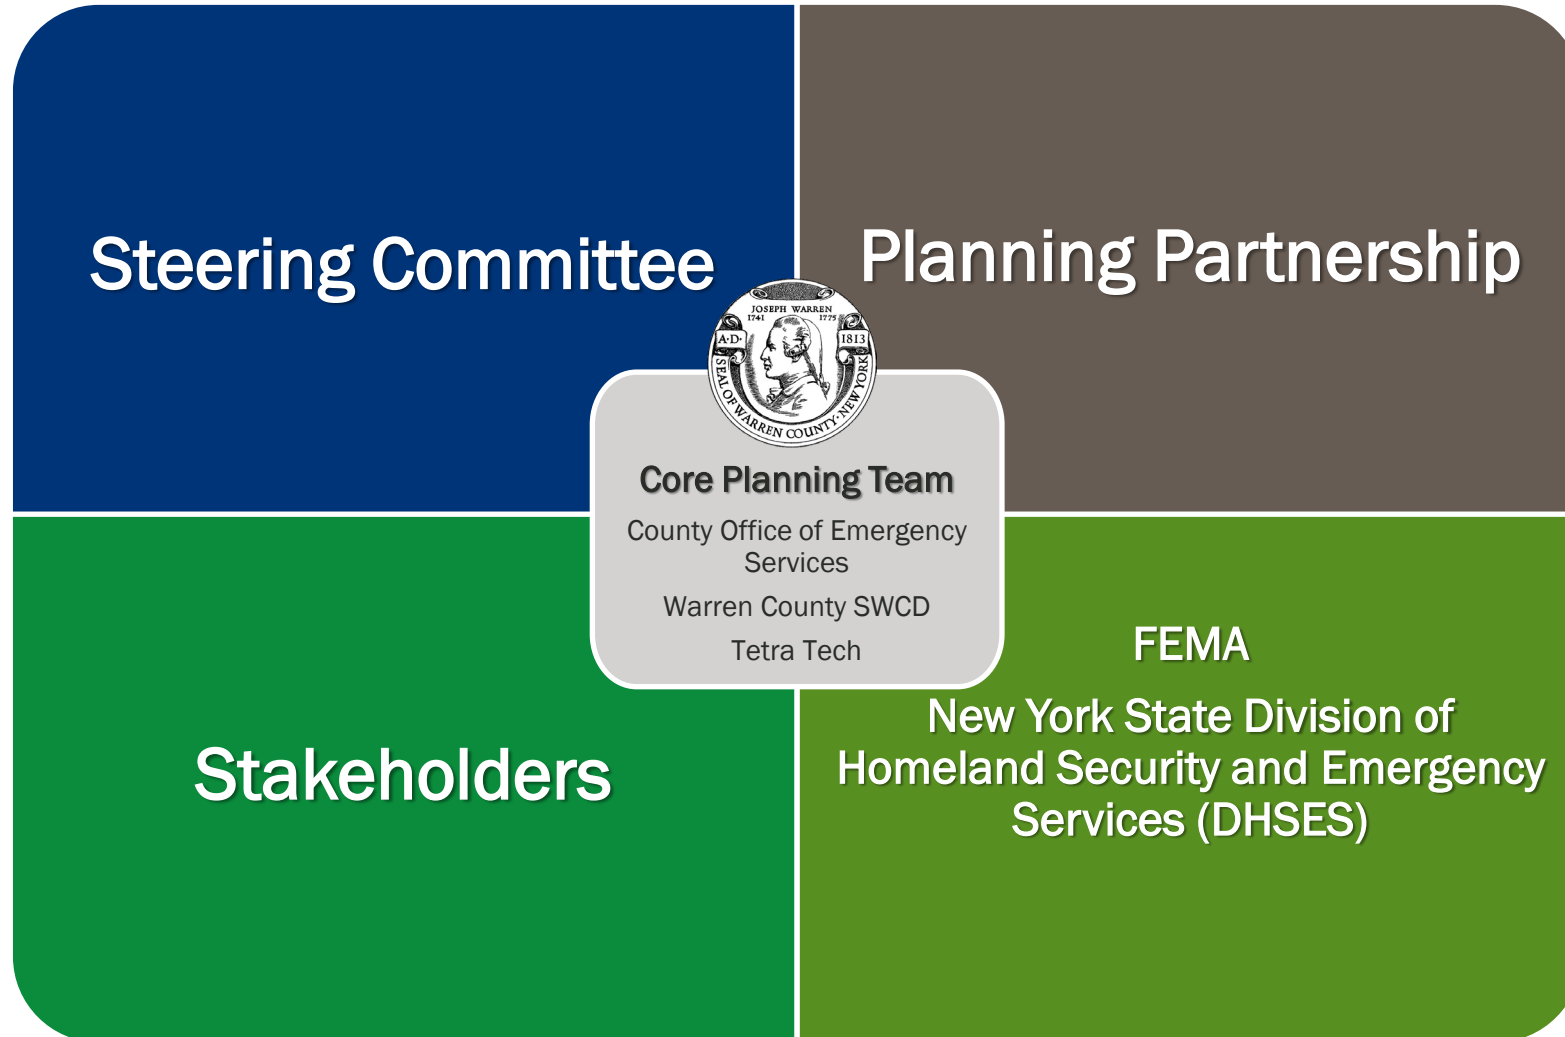 Steering Committee
Planning Partnership
JOSEPH WARREN
1741 1775
A·D· 1813
SEAL OF WARREN COUNTY·NEW YORK
Core Planning Team
County Office of Emergency
Services
Warren County SWCD
Tetra Tech
Stakeholders
FEMA
New York State Division of
Homeland Security and Emergency
Services (DHSES)